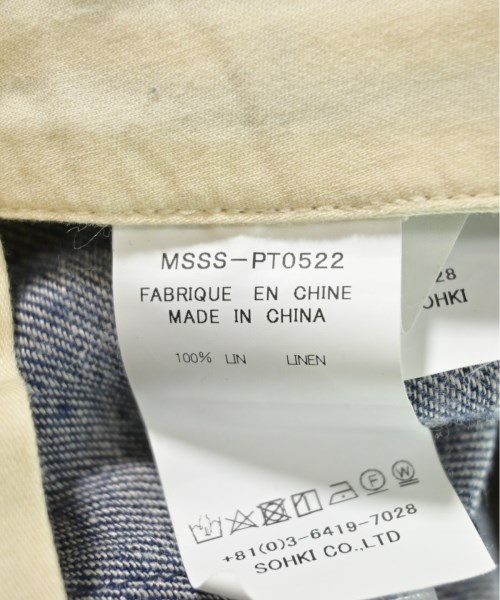 MSSS-PT0522
FABRIQUE EN CHINE
MADE IN CHINA
100% LIN LINEN
F W
+81(0)3-6419-7028
SOHKI CO.,LTD
28
OHKI